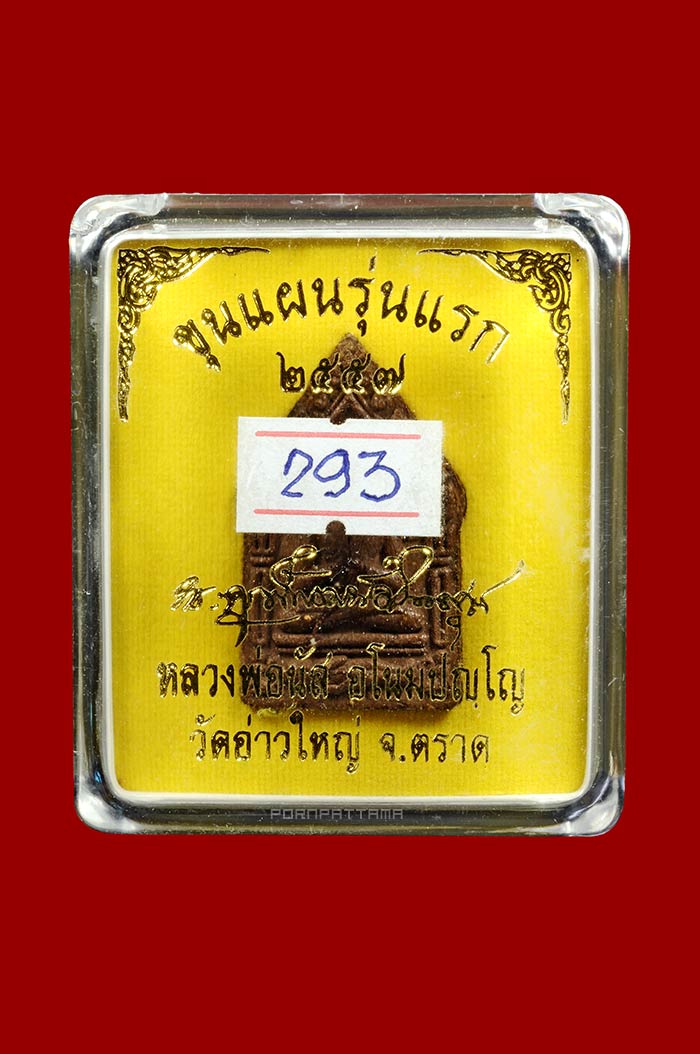 ขุนแผนรุ่นแรก
๒๕๕๗
293
หลวงพ่อนัส อโนมปญฺโญ
วัดอ่าวใหญ่ จ.ตราด
PORNPATTAMA